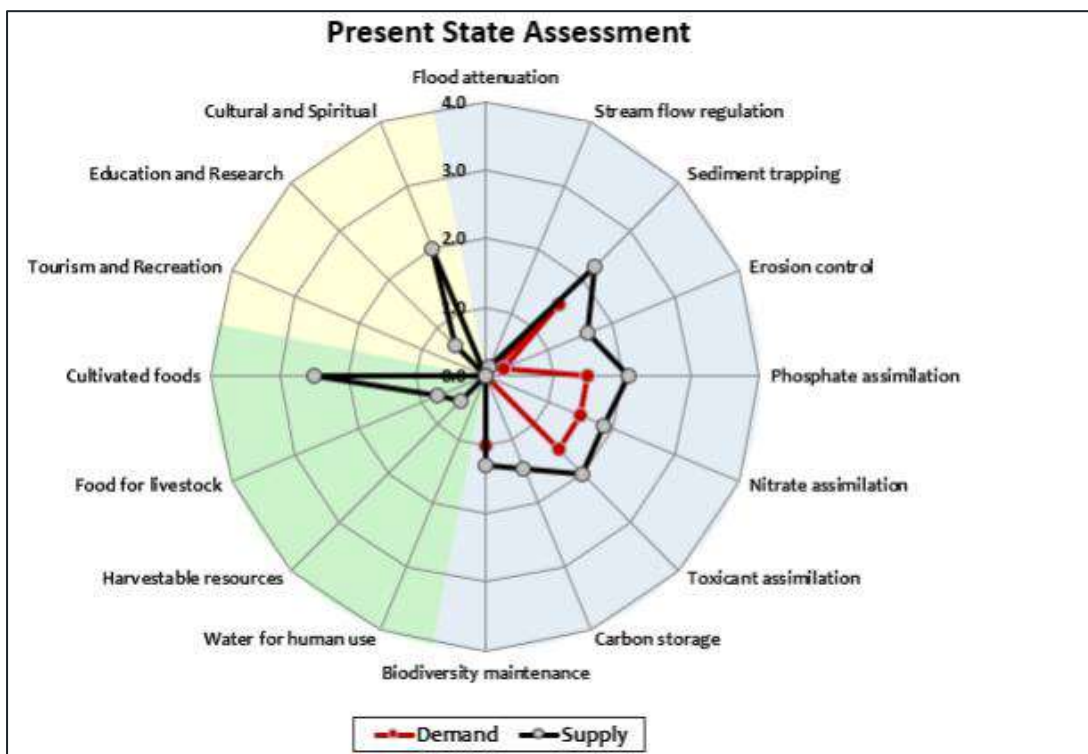 Present State Assessment
Flood attenuation
Cultural and Spiritual
4.0
Stream flow regulation
Education and Research
3.0
Sediment trapping
Tourism and Recreation
2.0
Erosion control
Cultivated foods
Phosphate assimilation
Food for livestock
Nitrate assimilation
Harvestable resources
Toxicant assimilation
Water for human use
Carbon storage
Biodiversity maintenance
Demand Supply